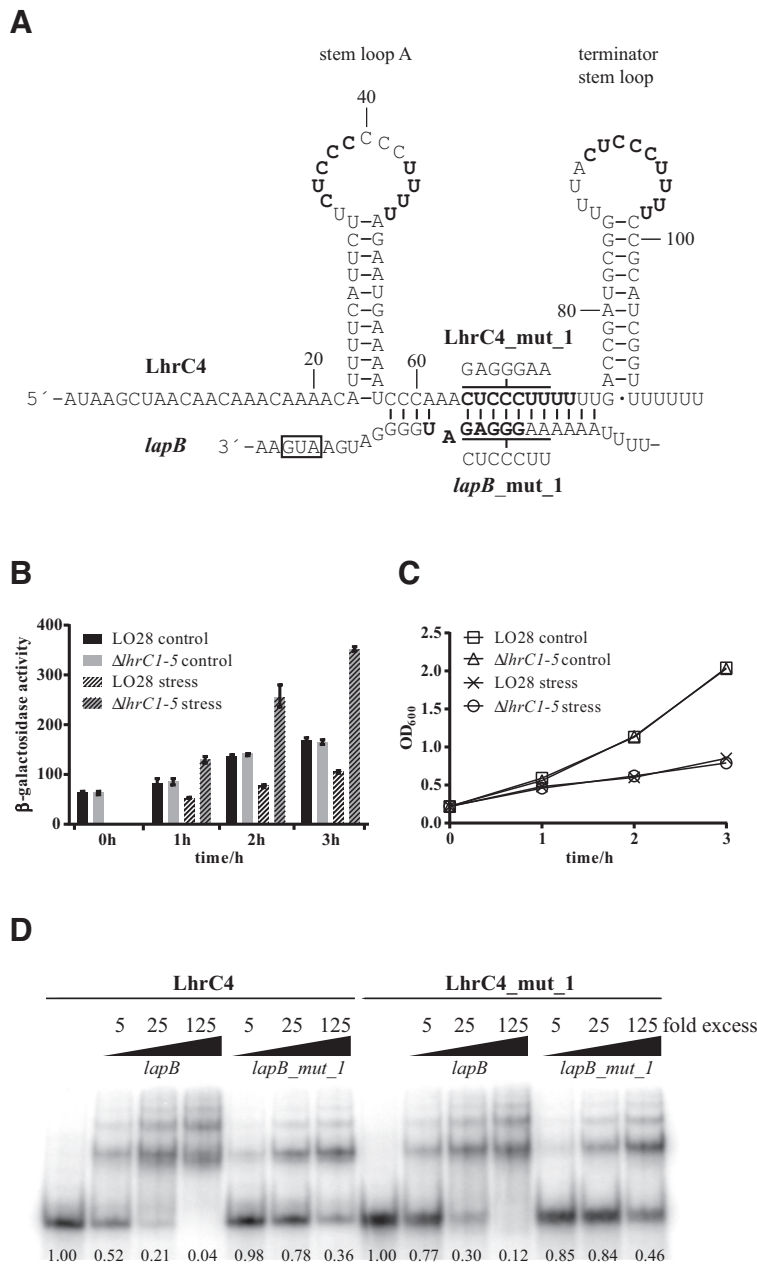 A
stem loop A
terminator
stem loop
40
100
80
LhrC4_mut_1
LhrC4
20
60
GAGGGAA
5´-AUAAGCUAACAACAAACAAAACA-UCCCAAACUCCCUUUUUUG·UUUUUU
lapB
3´-AAGUAAGUAGGGGUAGAGGGAAAAAAUUUU-
CUCCCUU
lapB_mut_1
B
β-galactosidase activity
400
300
200
100
0
LO28 control
ΔlhrC1-5 control
LO28 stress
ΔlhrC1-5 stress
0h 1h 2h 3h
time/h
C
OD600
2.5
2.0
1.5
1.0
0.5
0.0
LO28 control
ΔlhrC1-5 control
LO28 stress
ΔlhrC1-5 stress
0 1 2 3
time/h
D
LhrC4 LhrC4_mut_1
5 25 125 5 25 125 5 25 125 5 25 125 fold excess
lapB lapB_mut_1 lapB lapB_mut_1
1.00 0.52 0.21 0.04 0.98 0.78 0.36 1.00 0.77 0.30 0.12 0.85 0.84 0.46